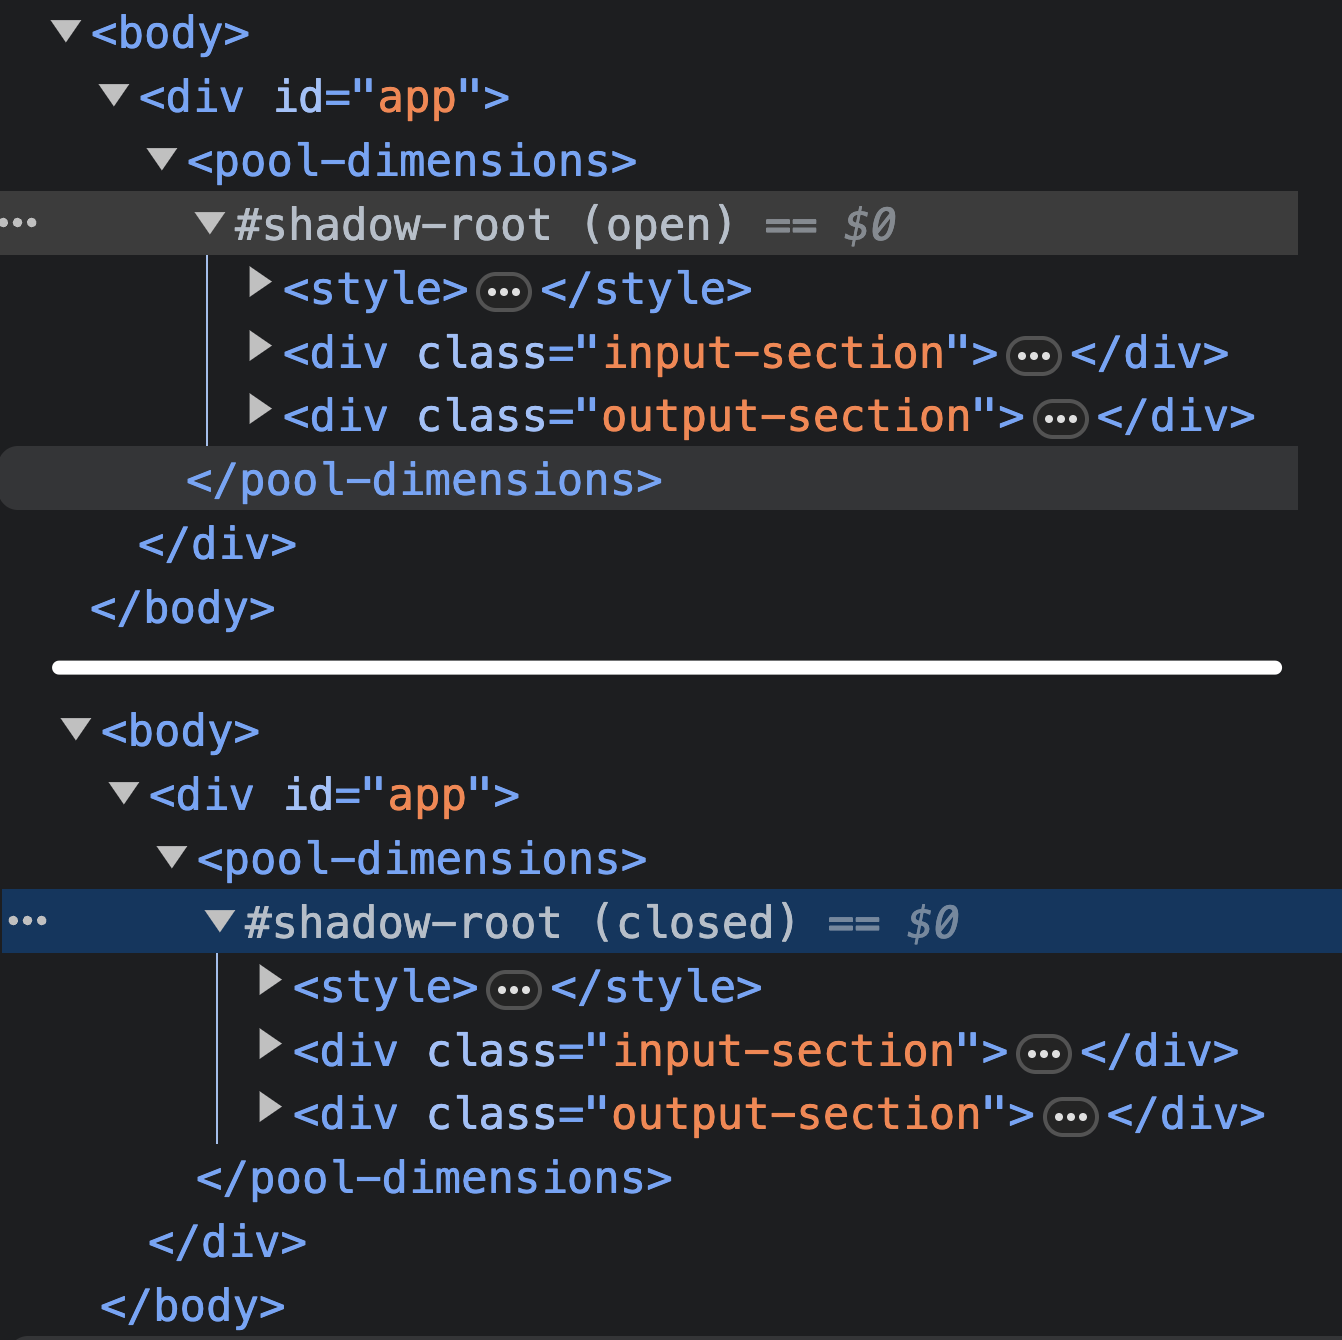 <body>
<div id="app">
<pool-dimensions>
#shadow-root (open) == $0
<style>…</style>
<div class="input-section">…</div>
<div class="output-section">…</div>
</pool-dimensions>
</div>
</body>
<body>
<div id="app">
<pool-dimensions>
#shadow-root (closed) == $0
<style>…</style>
<div class="input-section">…</div>
<div class="output-section">…</div>
</pool-dimensions>
</div>
</body>